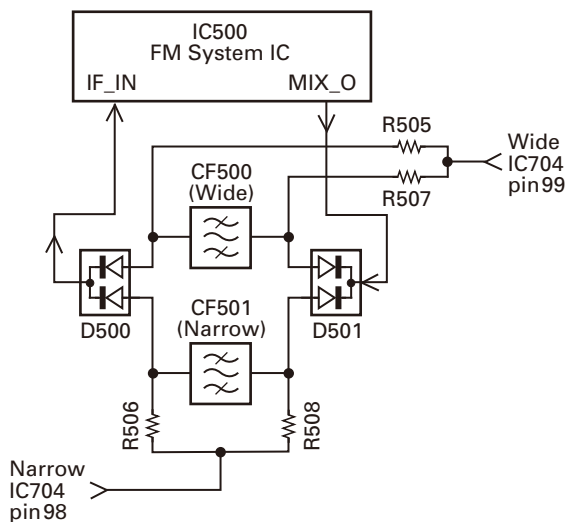 IC500
FM System IC
IF_IN
MIX_O
R505
Wide
IC704
pin99
R507
CF500
(Wide)
D500
D501
CF501
(Narrow)
R506
R508
Narrow
IC704
pin98